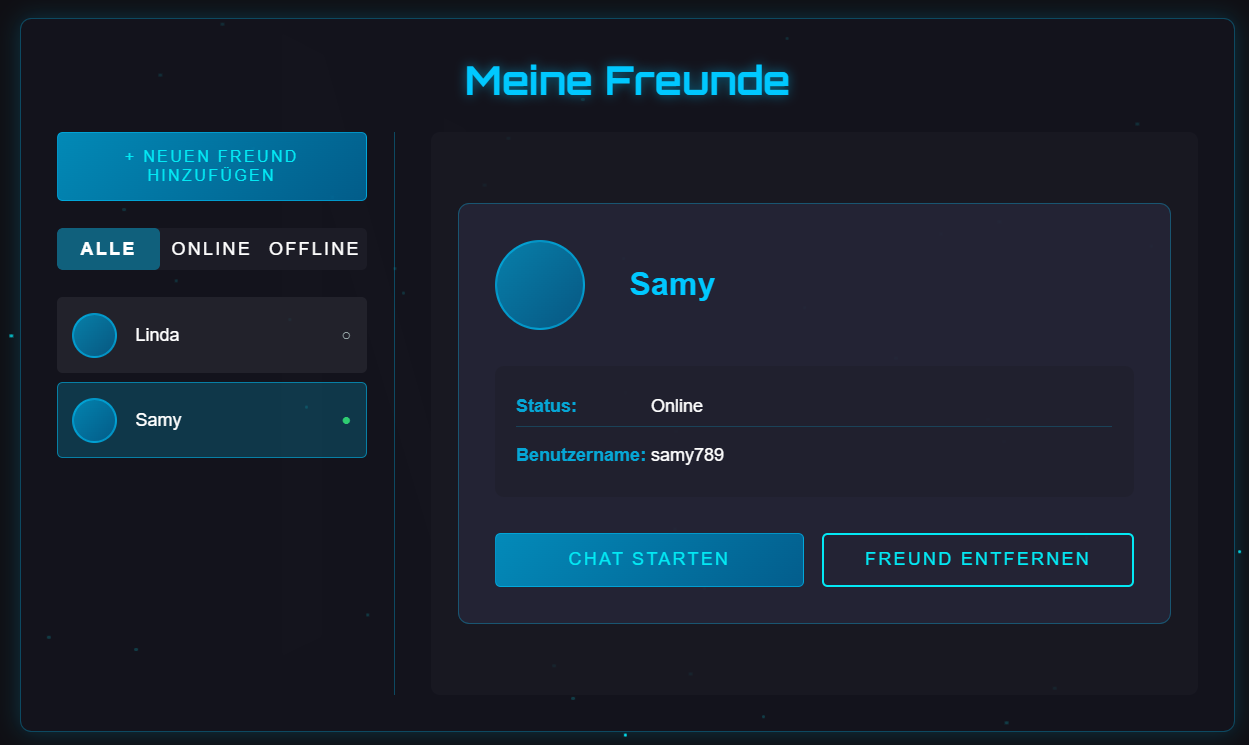 Meine Freunde
+ NEUEN FREUND
HINZUFÜGEN
ALLE ONLINE OFFLINE
Linda
Samy
Samy
Status: Online
Benutzername: samy789
CHAT STARTEN FREUND ENTFERNEN